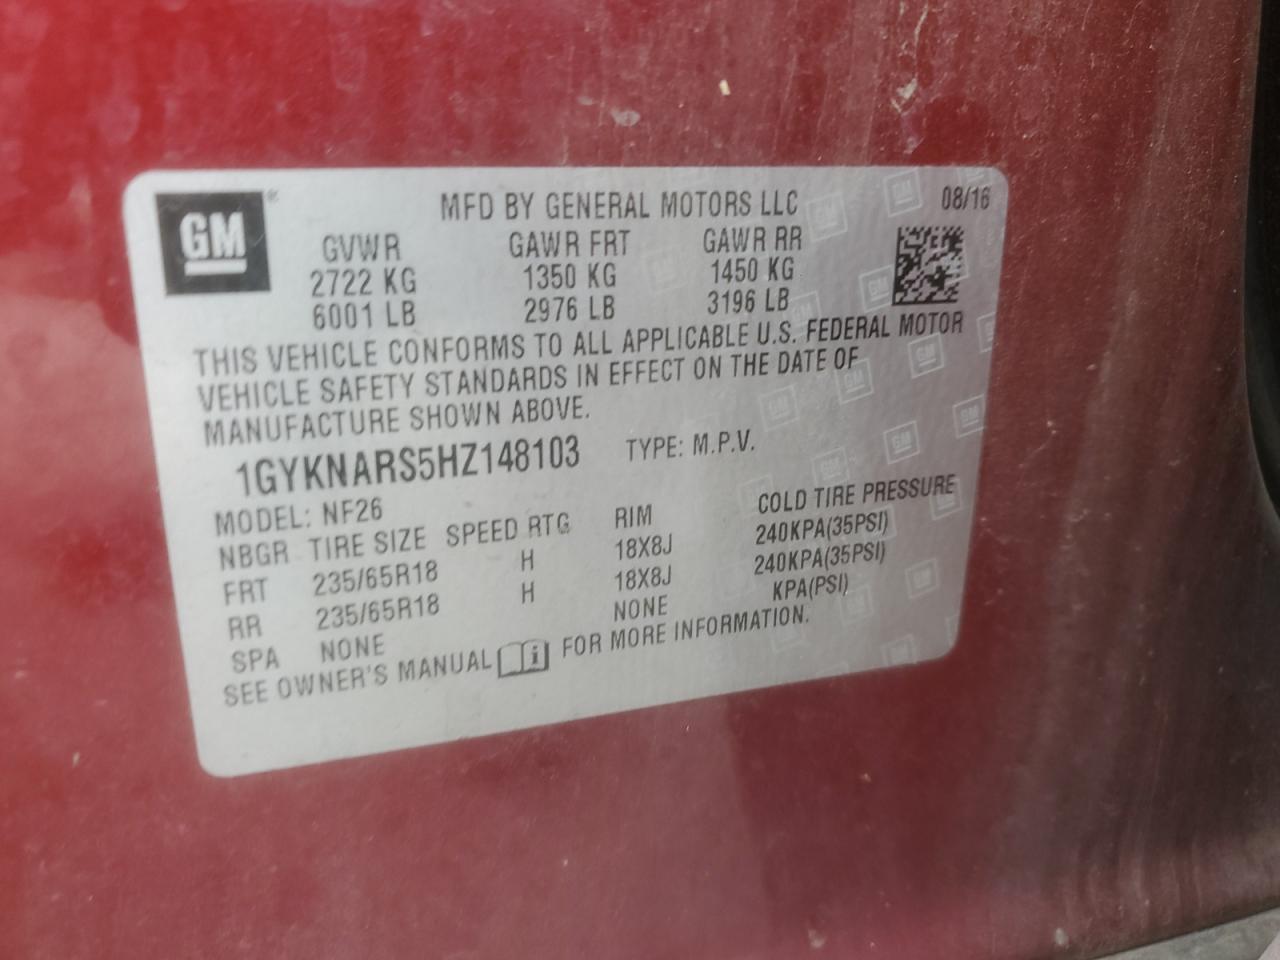 GM®
MFD BY GENERAL MOTORS LLC 08/16
GVWR GAWR FRT GAWR RR
2722 KG 1350 KG 1450 KG
6001 LB 2976 LB 3196 LB
THIS VEHICLE CONFORMS TO ALL APPLICABLE U.S. FEDERAL MOTOR
VEHICLE SAFETY STANDARDS IN EFFECT ON THE DATE OF
MANUFACTURE SHOWN ABOVE.
1GYKNARS5HZ148103 TYPE: M.P.V.
MODEL: NF26
NBGR TIRE SIZE SPEED RTG RIM COLD TIRE PRESSURE
FRT 235/65R18 H 18X8J 240KPA(35PSI)
RR 235/65R18 H 18X8J 240KPA(35PSI)
SPA NONE NONE KPA(PSI)
SEE OWNER'S MANUAL i FOR MORE INFORMATION.